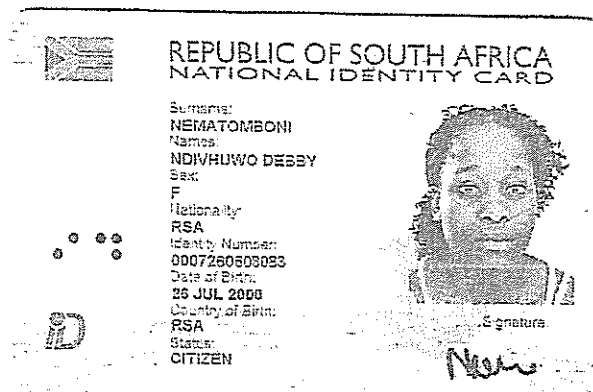 REPUBLIC OF SOUTH AFRICA
NATIONAL IDENTITY CARD
Surname:
NEMATOMBONI
Names:
NDIVHUWO DEBBY
Sex:
F
Nationality:
RSA
Identity Number:
Date of Birth:
26 JUL 2000
Country of Birth:
RSA
Status:
CITIZEN
Signature
iD